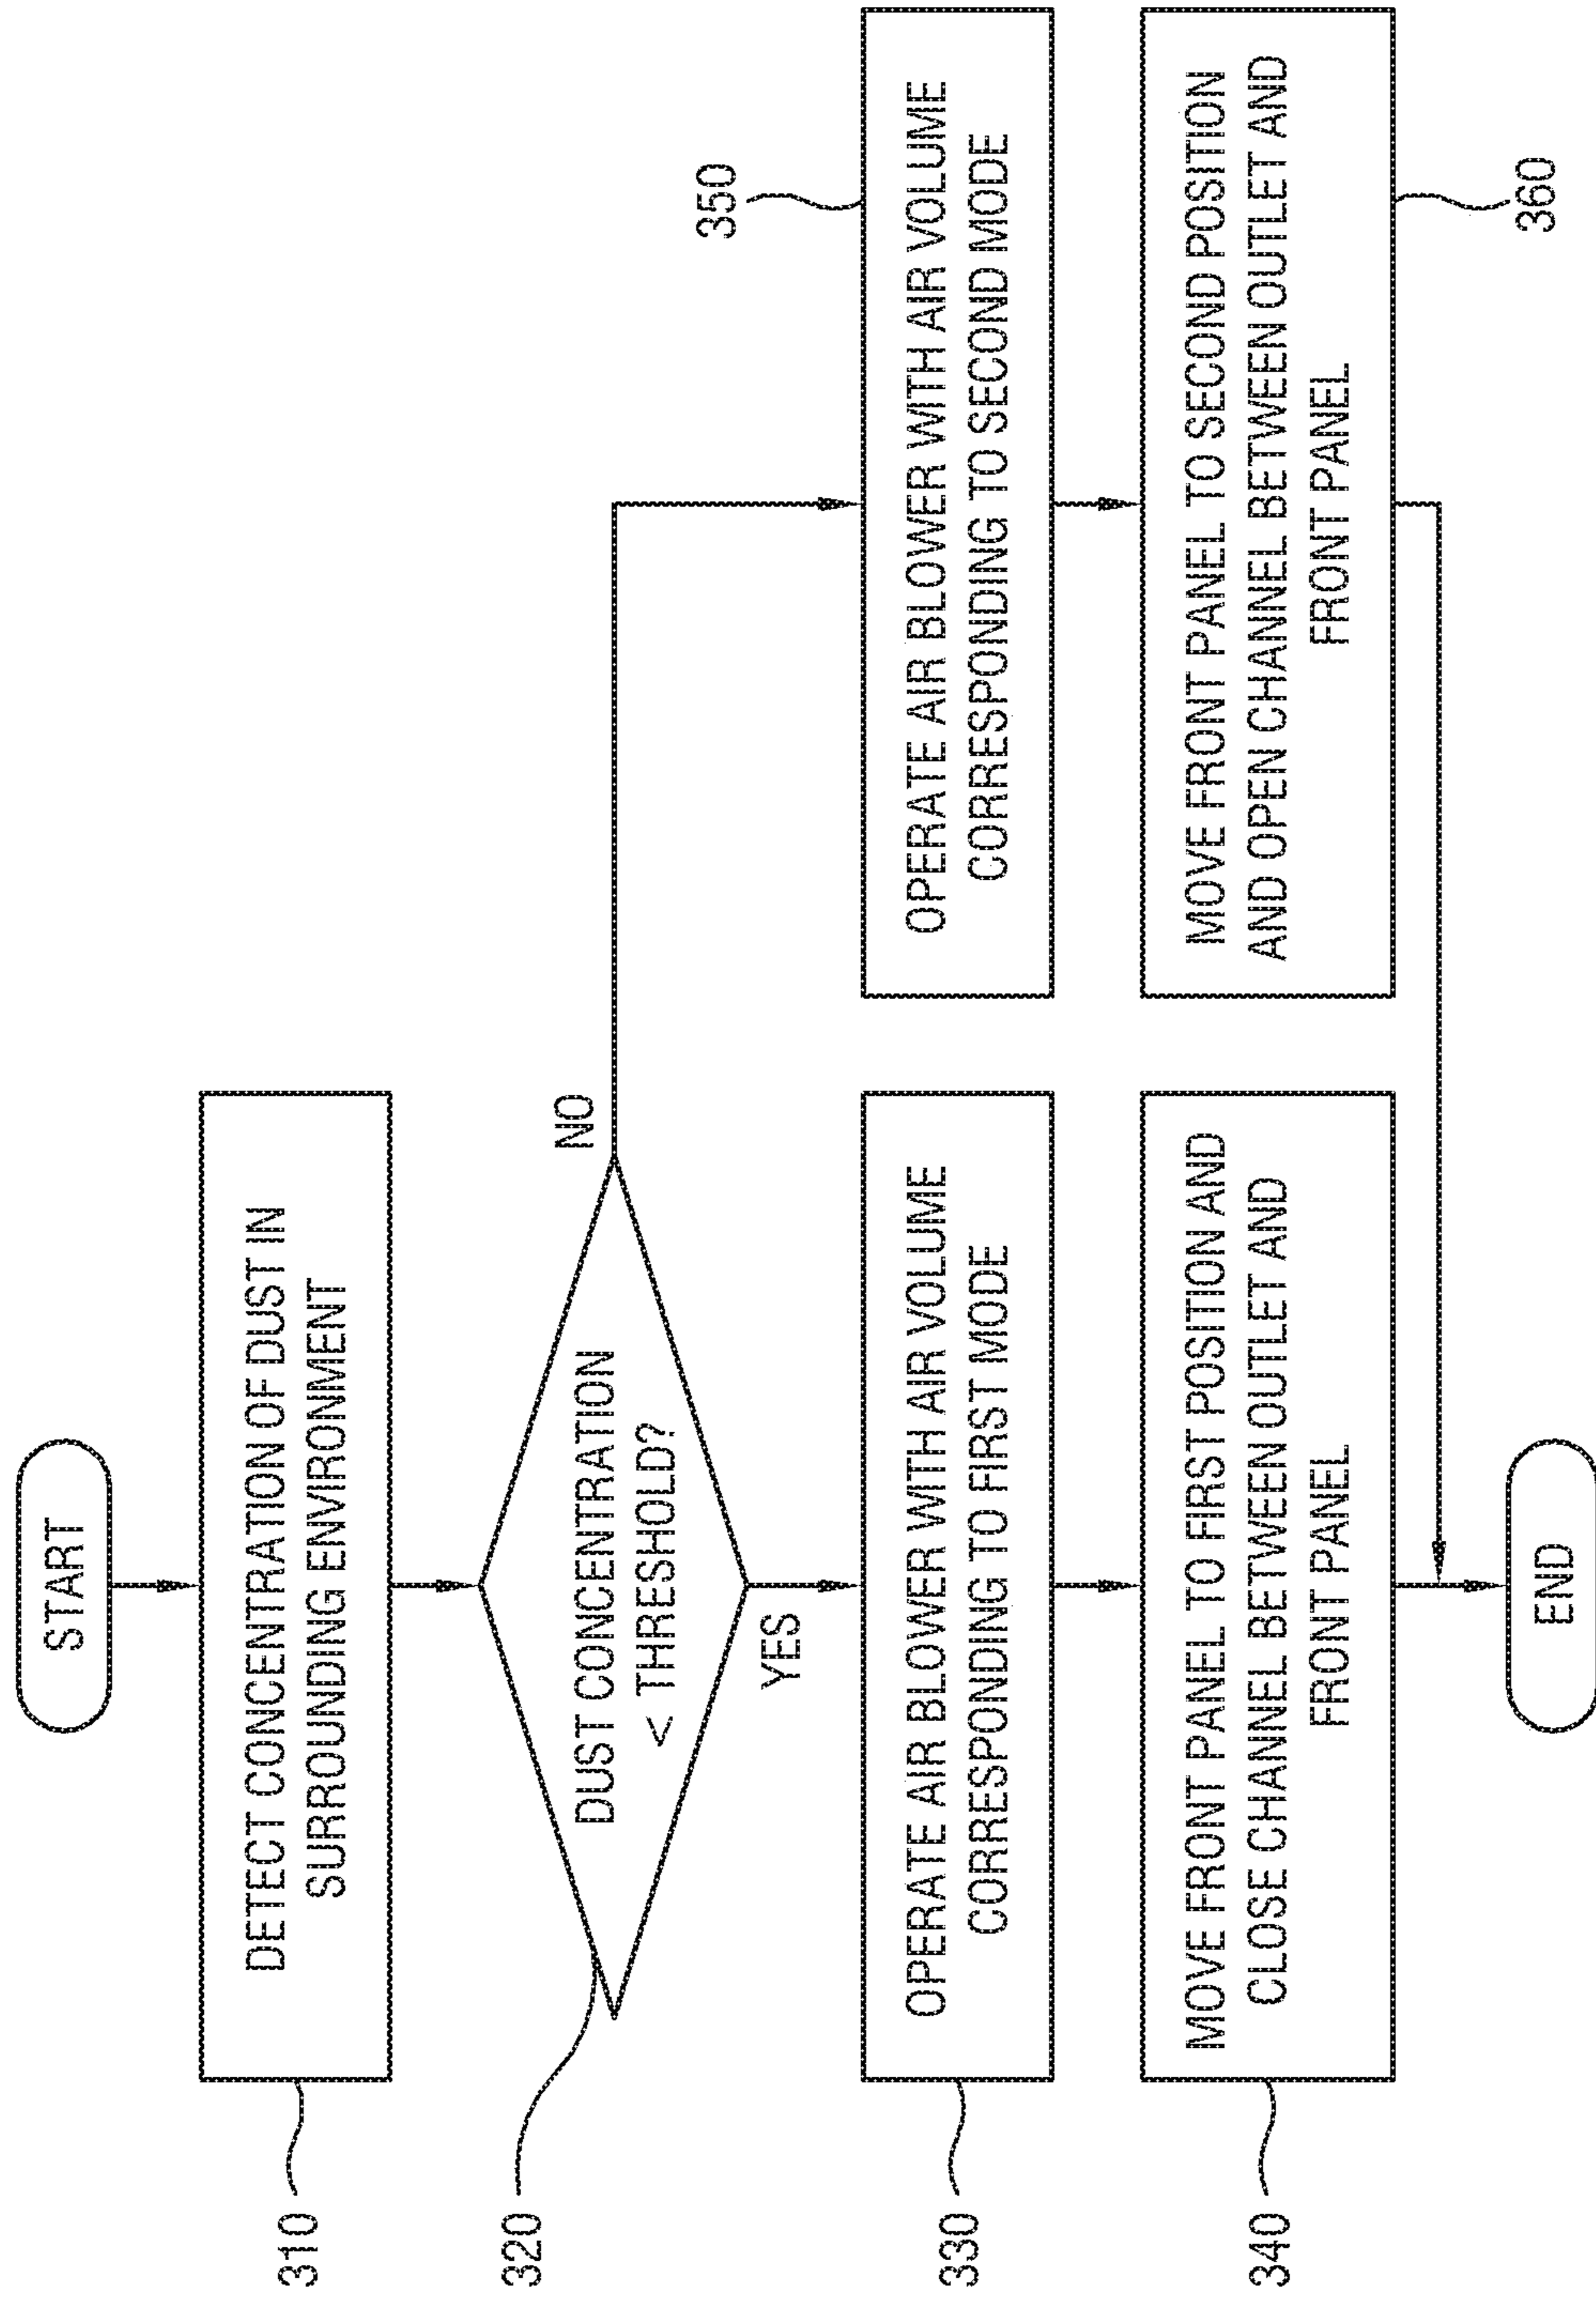 START
310
DETECT CONCENTRATION OF DUST IN
SURROUNDING ENVIRONMENT
320
DUST CONCENTRATION
< THRESHOLD?
NO
YES
330
OPERATE AIR BLOWER WITH AIR VOLUME
CORRESPONDING TO FIRST MODE
340
MOVE FRONT PANEL TO FIRST POSITION AND
CLOSE CHANNEL BETWEEN OUTLET AND
FRONT PANEL
350
OPERATE AIR BLOWER WITH AIR VOLUME
CORRESPONDING TO SECOND MODE
MOVE FRONT PANEL TO SECOND POSITION
AND OPEN CHANNEL BETWEEN OUTLET AND
FRONT PANEL
360
END